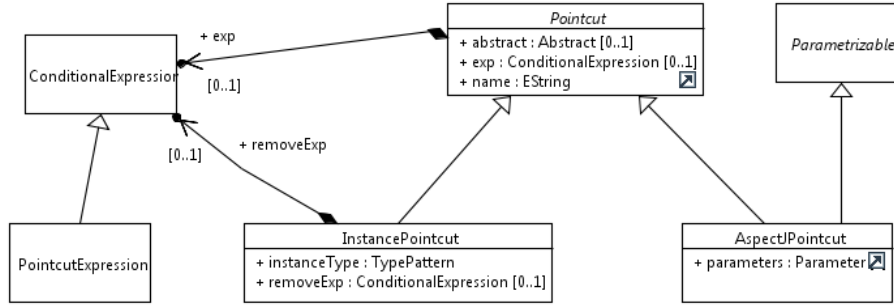 + exp
[0..1]
ConditionalExpression
Pointcut
+ abstract : Abstract [0..1]
+ exp : ConditionalExpression [0..1]
+ name : EString
Parametrizable
[0..1]
+ removeExp
PointcutExpression
InstancePointcut
+ instanceType : TypePattern
+ removeExp : ConditionalExpression [0..1]
AspectJPointcut
+ parameters : Parameter